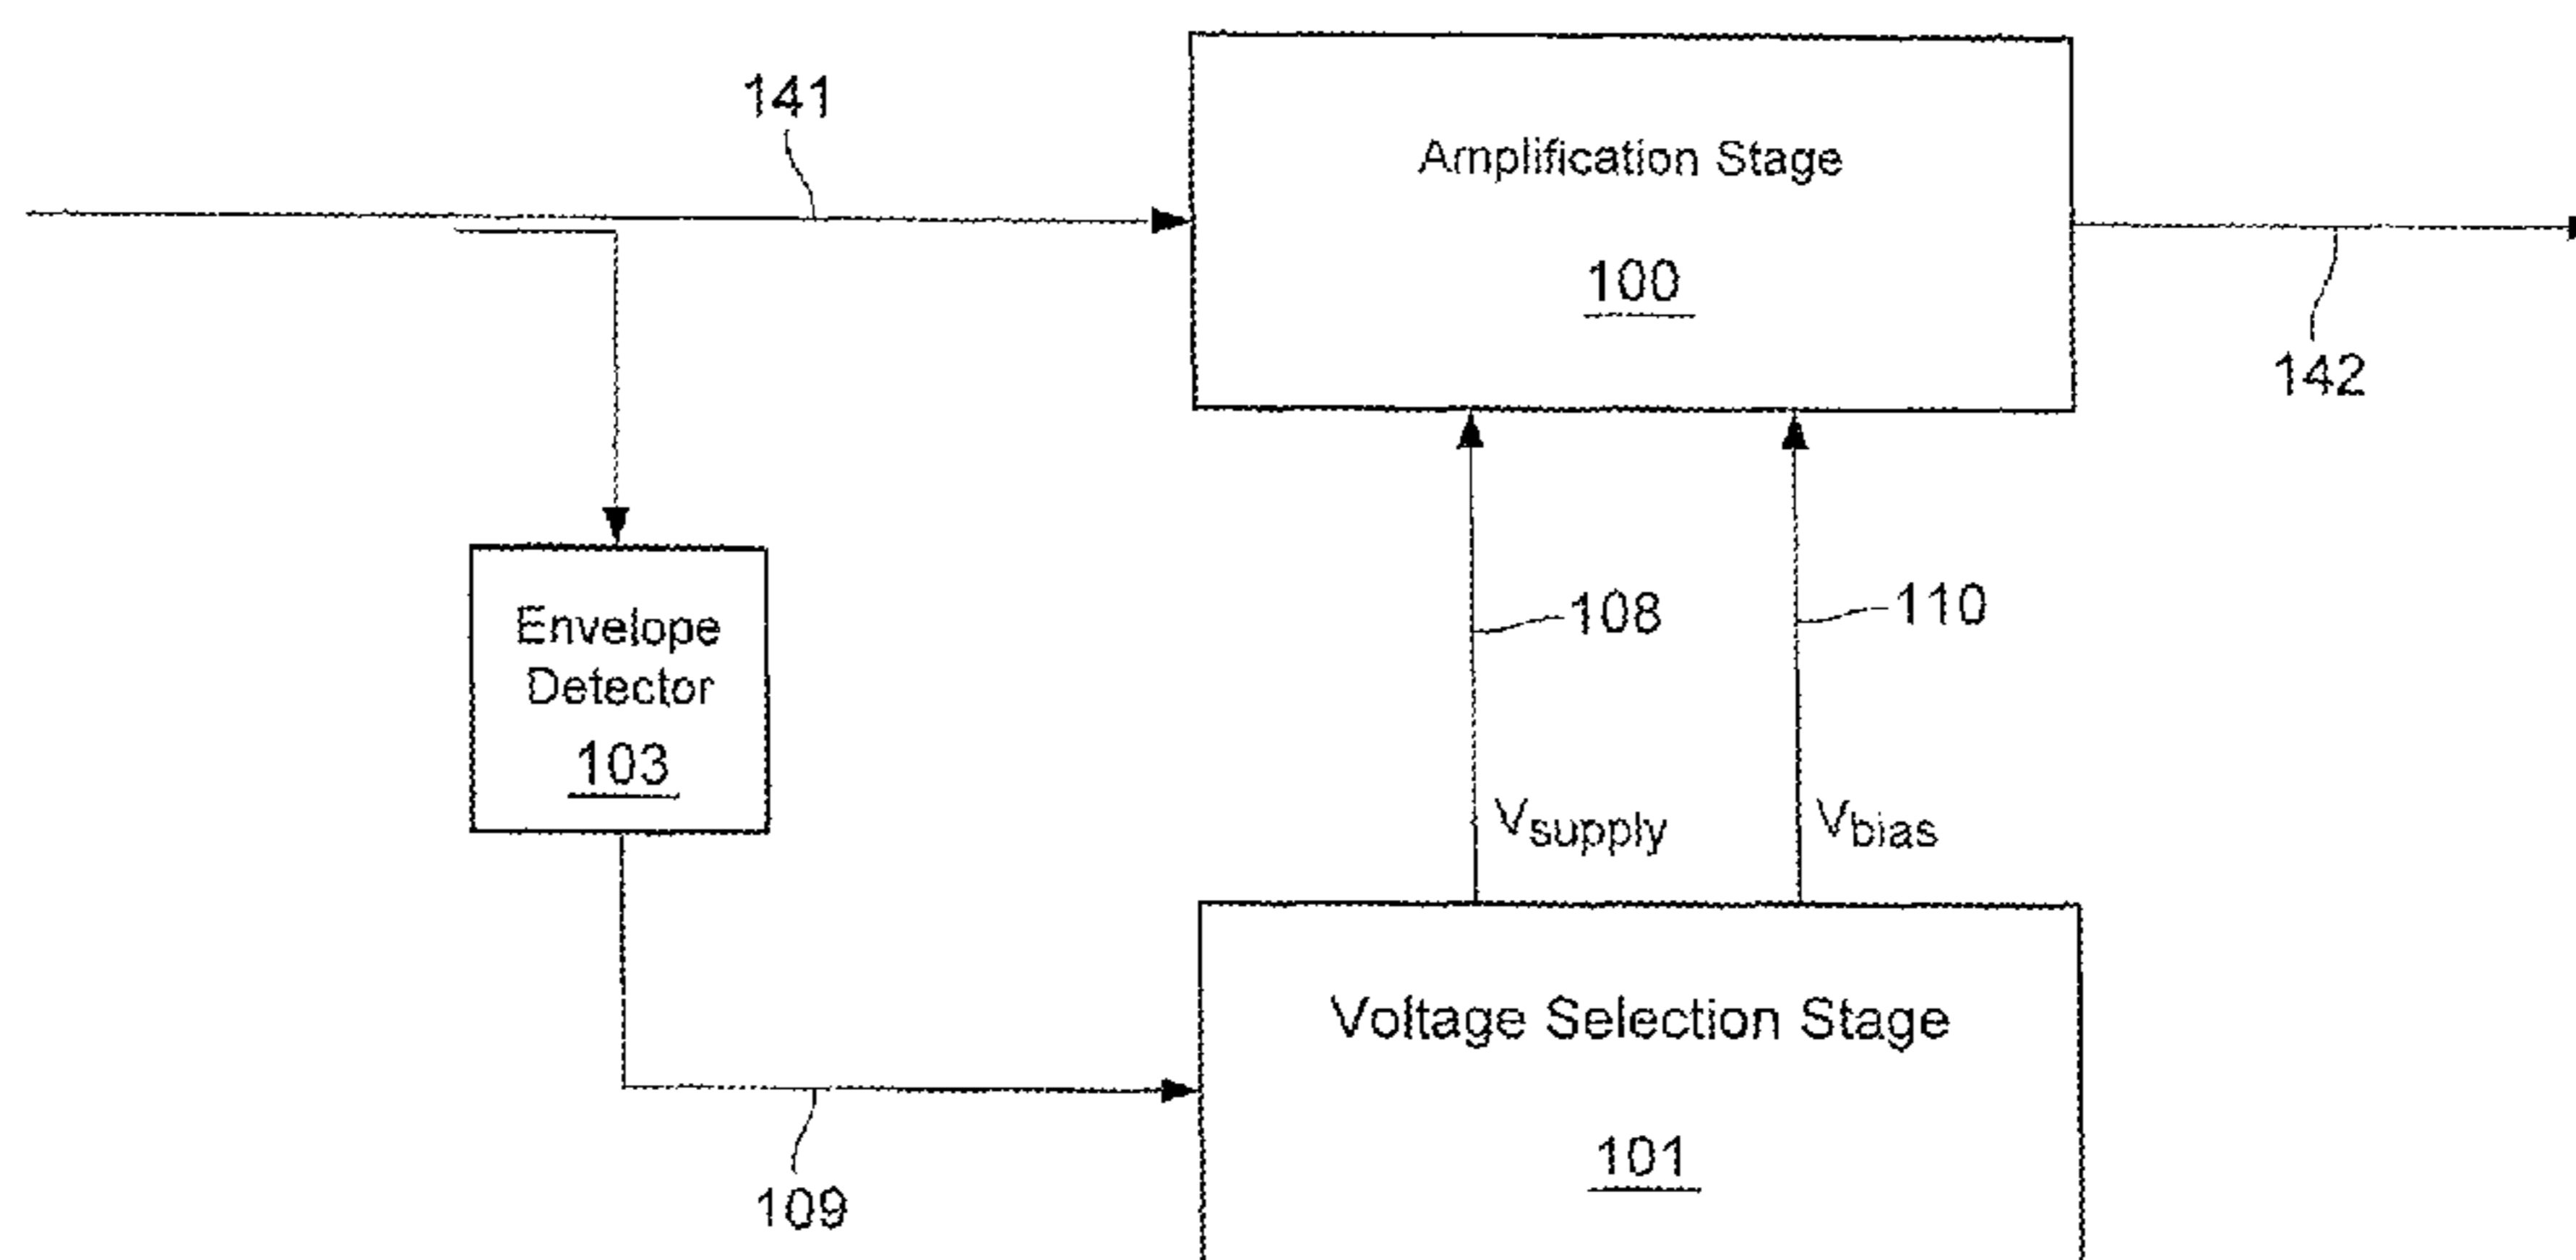 141
Amplification Stage
100
142
Envelope
Detector
103
108
110
Vsupply
Vbias
Voltage Selection Stage
101
109